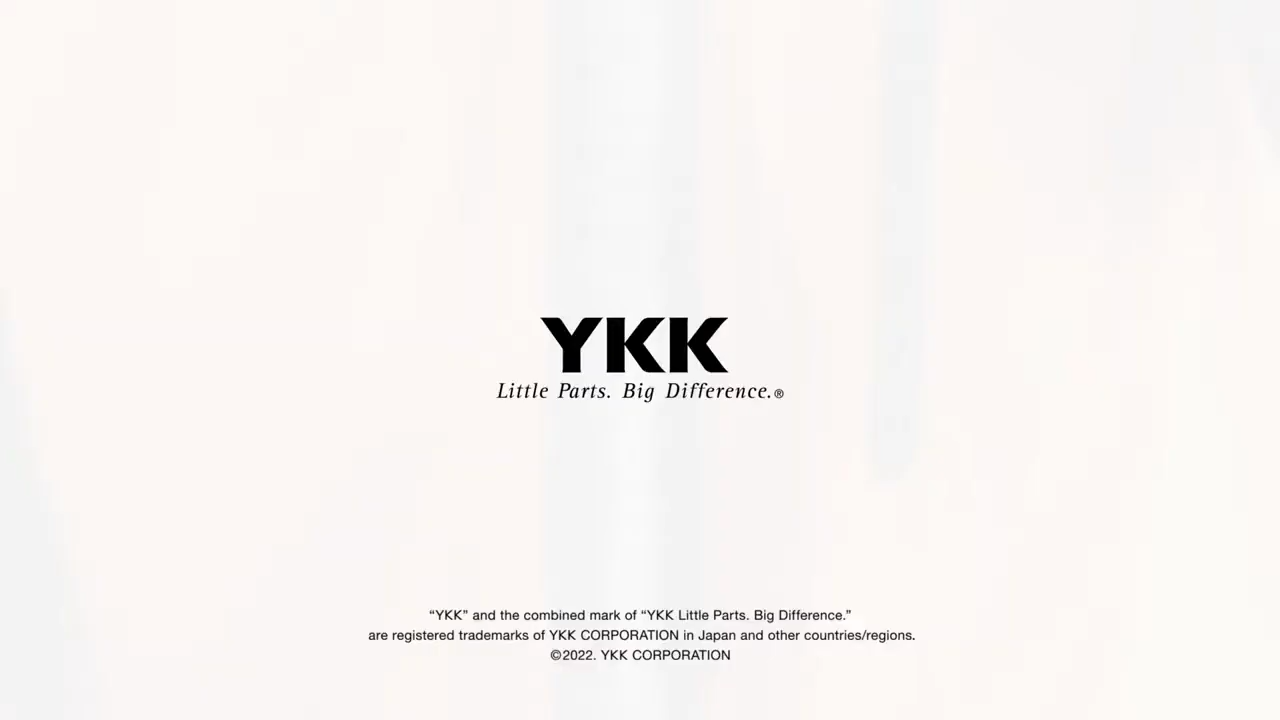 YKK
Little Parts. Big Difference.®
“YKK” and the combined mark of “YKK Little Parts. Big Difference.”
are registered trademarks of YKK CORPORATION in Japan and other countries/regions.
©2022. YKK CORPORATION